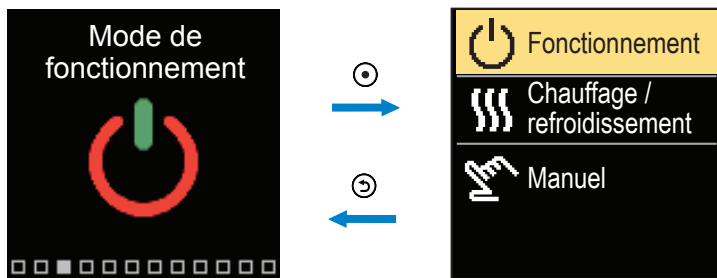 Mode de
fonctionnement
Fonctionnement
Chauffage /
refroidissement
Manuel